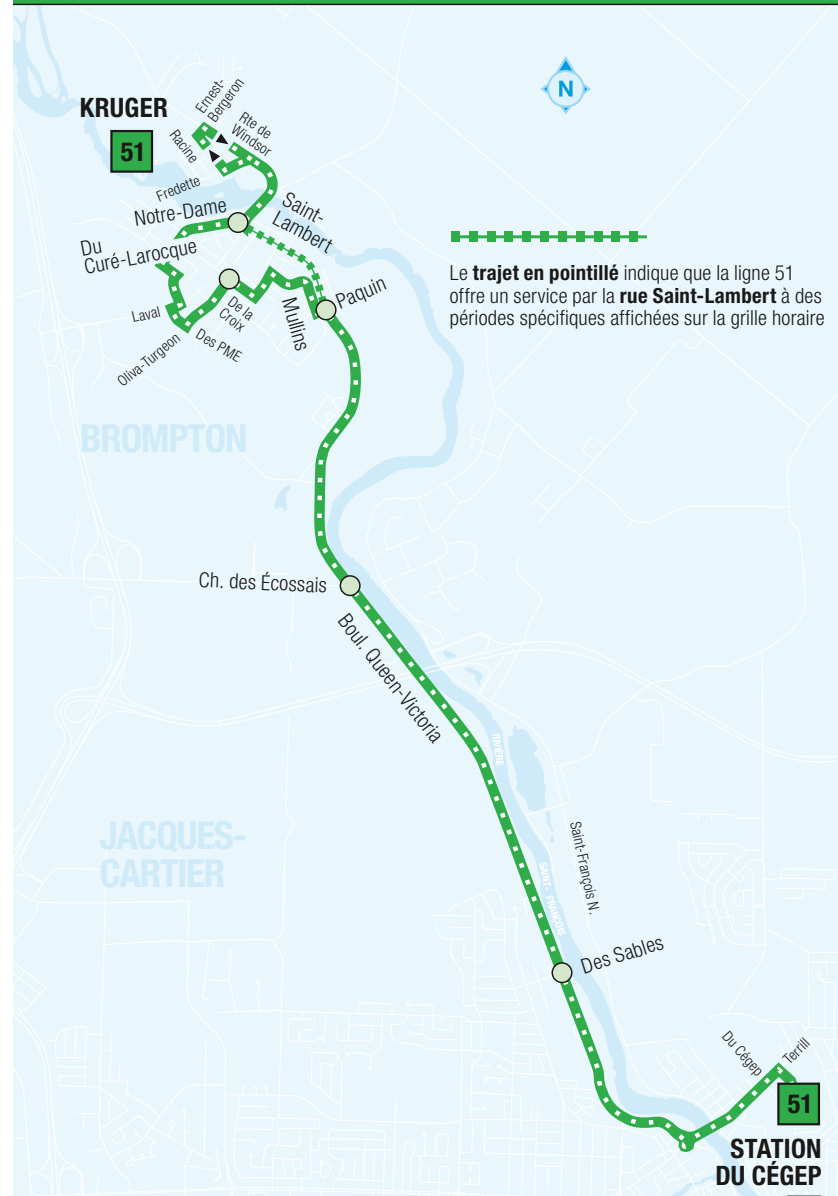 N
KRUGER
51
Ernest-
Bergeron
Rte de
Windsor
Racine
Fredette
Notre-Dame
Saint-
Lambert
Du
Curé-Larocque
Laval
Oliva-Turgeon
Des PME
De la
Croix
Mullins
Paquin
Le trajet en pointillé indique que la ligne 51
offre un service par la rue Saint-Lambert à des
périodes spécifiques affichées sur la grille horaire
BROMPTON
Ch. des Écossais
Boul. Queen-Victoria
RIVIÈRE
SAINT- FRANÇOIS
JACQUES-
CARTIER
Saint-François N.
Des Sables
Du Cégep
Terrill
51
STATION
DU CÉGEP